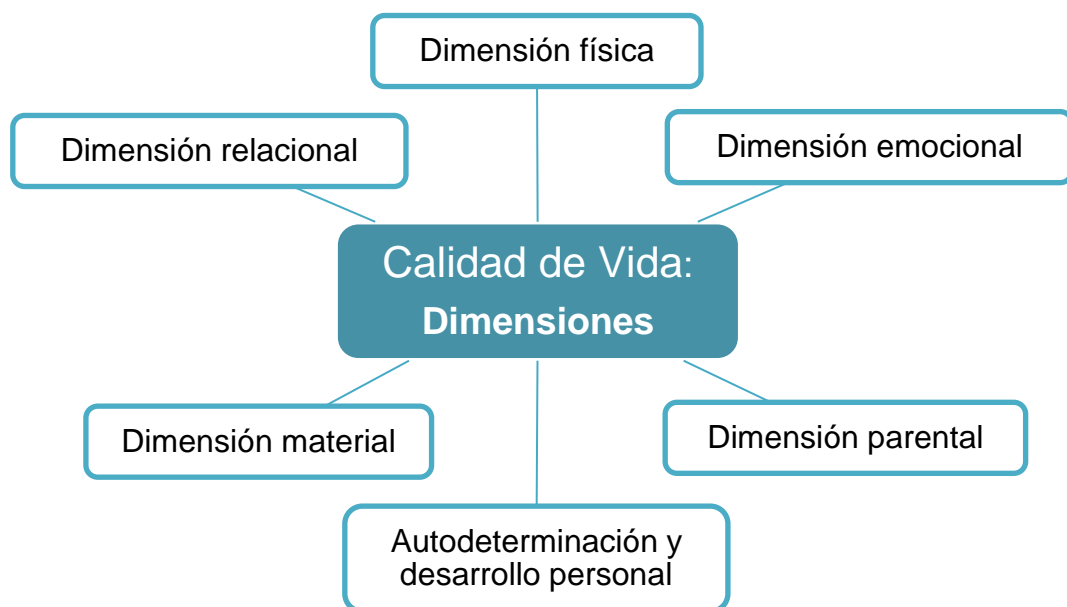 Dimensión física
Dimensión relacional
Dimensión emocional
Calidad de Vida:
Dimensiones
Dimensión material
Dimensión parental
Autodeterminación y
desarrollo personal